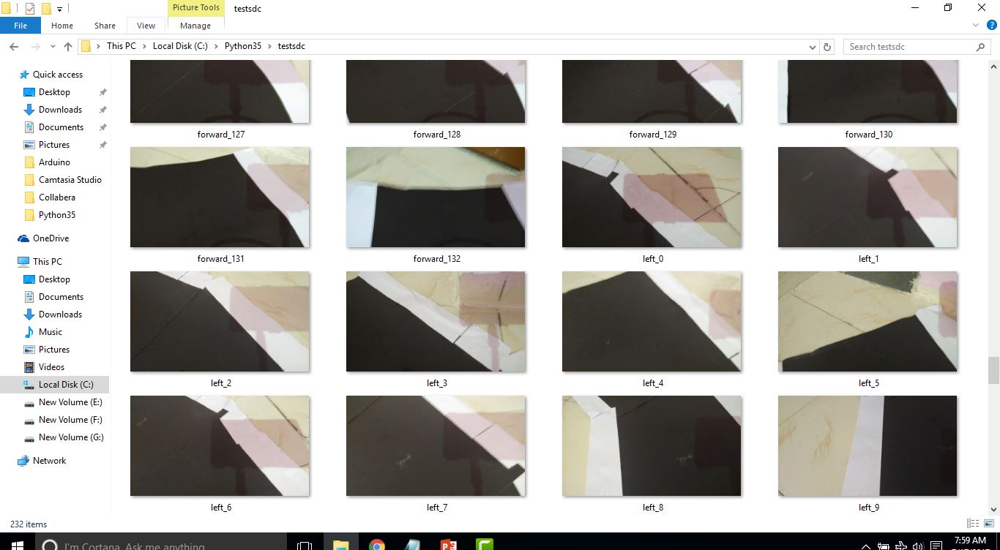 Picture Tools
testsdc
File
Home
Share
View
Manage
This PC
Local Disk (C:)
Python35
testsdc
Search testsdc
Quick access
Desktop
Downloads
Documents
Pictures
Arduino
Camtasia Studio
Collabera
Python35
OneDrive
This PC
Desktop
Documents
Downloads
Music
Pictures
Videos
Local Disk (C:)
New Volume (E:)
New Volume (F:)
New Volume (G:)
Network
forward_127
forward_128
forward_129
forward_130
forward_131
forward_132
left_0
left_1
left_2
left_3
left_4
left_5
left_6
left_7
left_8
left_9
232 items
I'm Cortana. Ask me anything.
7:59 AM